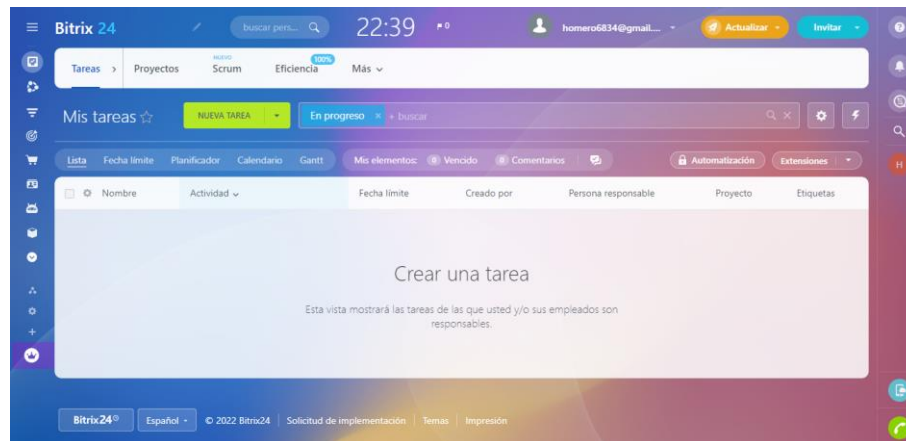 Bitrix 24
buscar pers...
22:39
0
homero6834@gmail....
Actualizar
Invitar
Tareas > Proyectos NUEVO Scrum Eficiencia 100% Más
Mis tareas
NUEVA TAREA
En progreso × + buscar
Lista Fecha límite Planificador Calendario Gantt Mis elementos: 0 Vencido 0 Comentarios Automatización Extensiones
H
Nombre Actividad Fecha límite Creado por Persona responsable Proyecto Etiquetas
Crear una tarea
Esta vista mostrará las tareas de las que usted y/o sus empleados son
responsables.
Bitrix24 Español © 2022 Bitrix24 Solicitud de implementación Temas Impresión